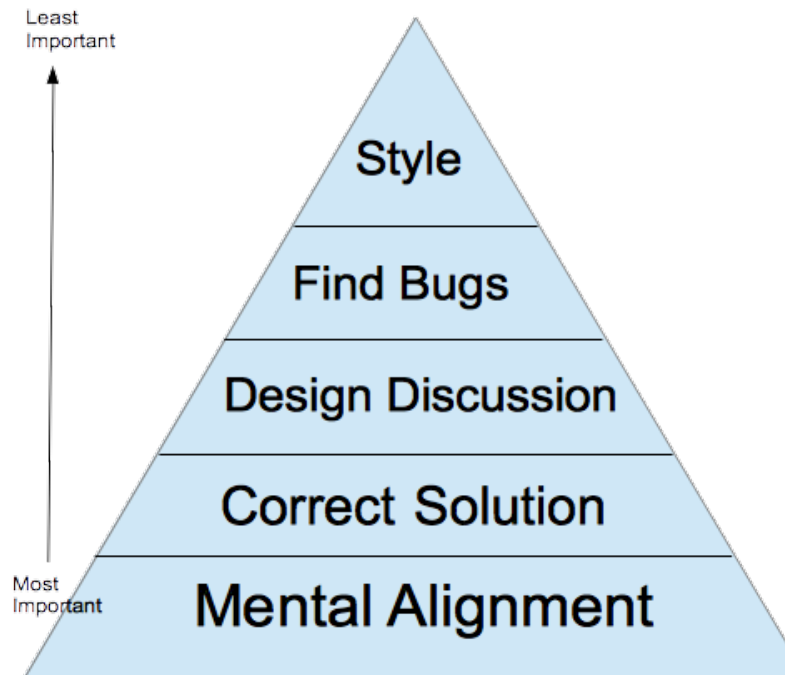 Least
Important
Style
Find Bugs
Design Discussion
Correct Solution
Most
Important
Mental Alignment